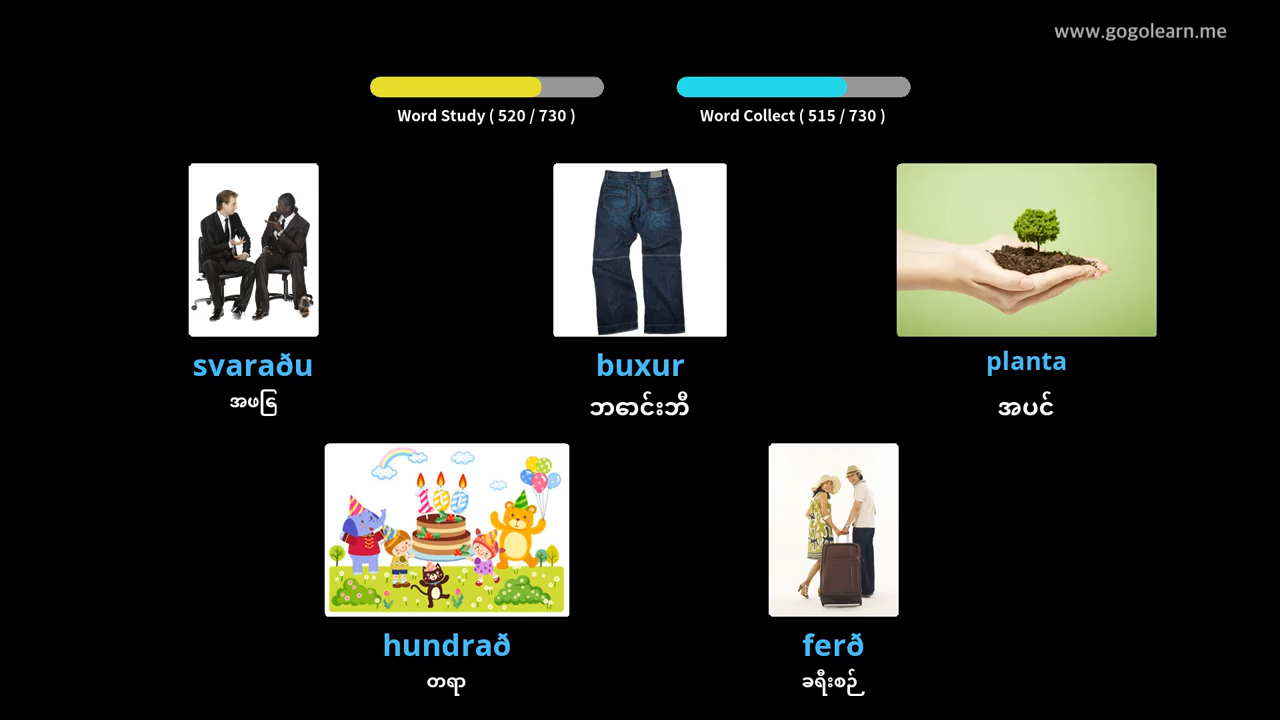 www.gogolearn.me
Word Study ( 520 / 730 )
Word Collect ( 515 / 730 )
svaraðu
buxur
planta
အဖြေ
ဘောင်းဘီ
အပင်
100
hundrað
ferð
တရာ
ခရီးစဉ်